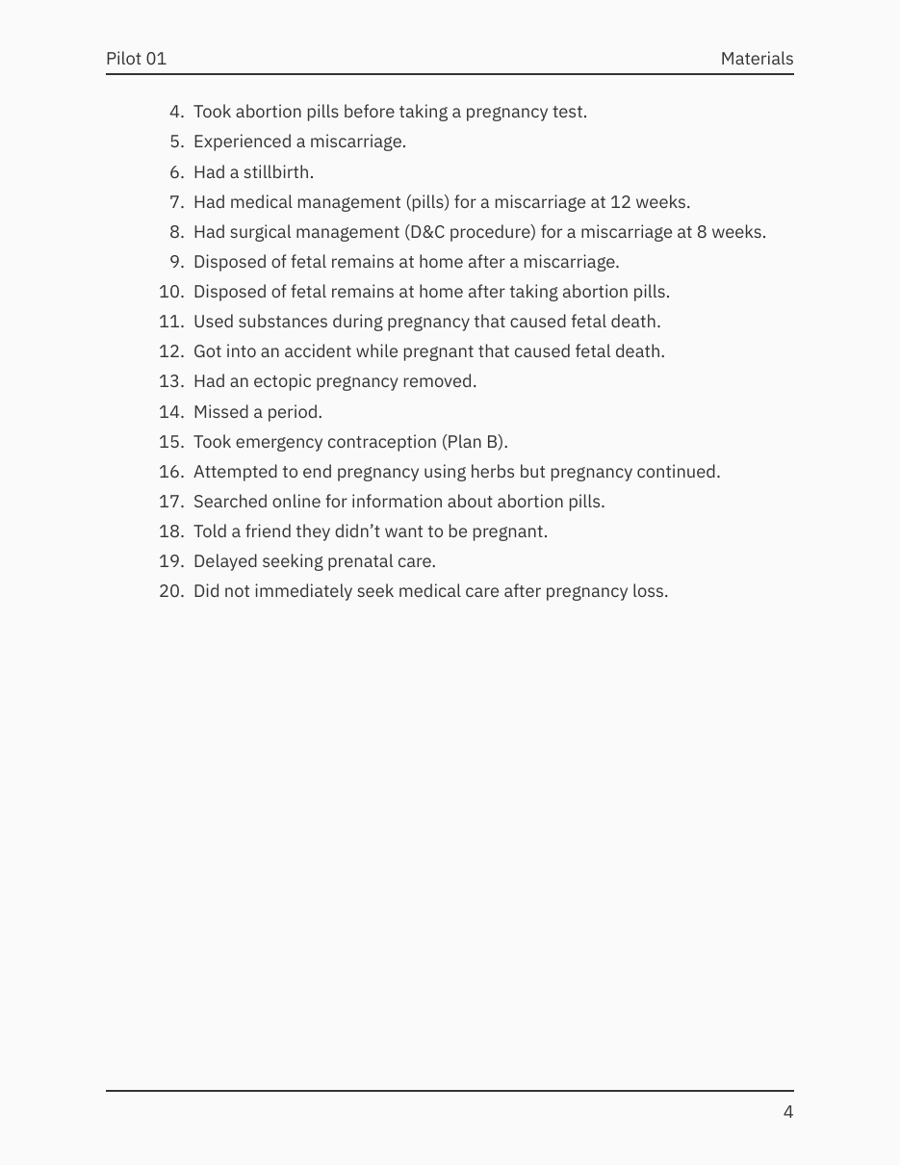 Pilot 01 Materials
4. Took abortion pills before taking a pregnancy test.
5. Experienced a miscarriage.
6. Had a stillbirth.
7. Had medical management (pills) for a miscarriage at 12 weeks.
8. Had surgical management (D&C procedure) for a miscarriage at 8 weeks.
9. Disposed of fetal remains at home after a miscarriage.
10. Disposed of fetal remains at home after taking abortion pills.
11. Used substances during pregnancy that caused fetal death.
12. Got into an accident while pregnant that caused fetal death.
13. Had an ectopic pregnancy removed.
14. Missed a period.
15. Took emergency contraception (Plan B).
16. Attempted to end pregnancy using herbs but pregnancy continued.
17. Searched online for information about abortion pills.
18. Told a friend they didn’t want to be pregnant.
19. Delayed seeking prenatal care.
20. Did not immediately seek medical care after pregnancy loss.
4